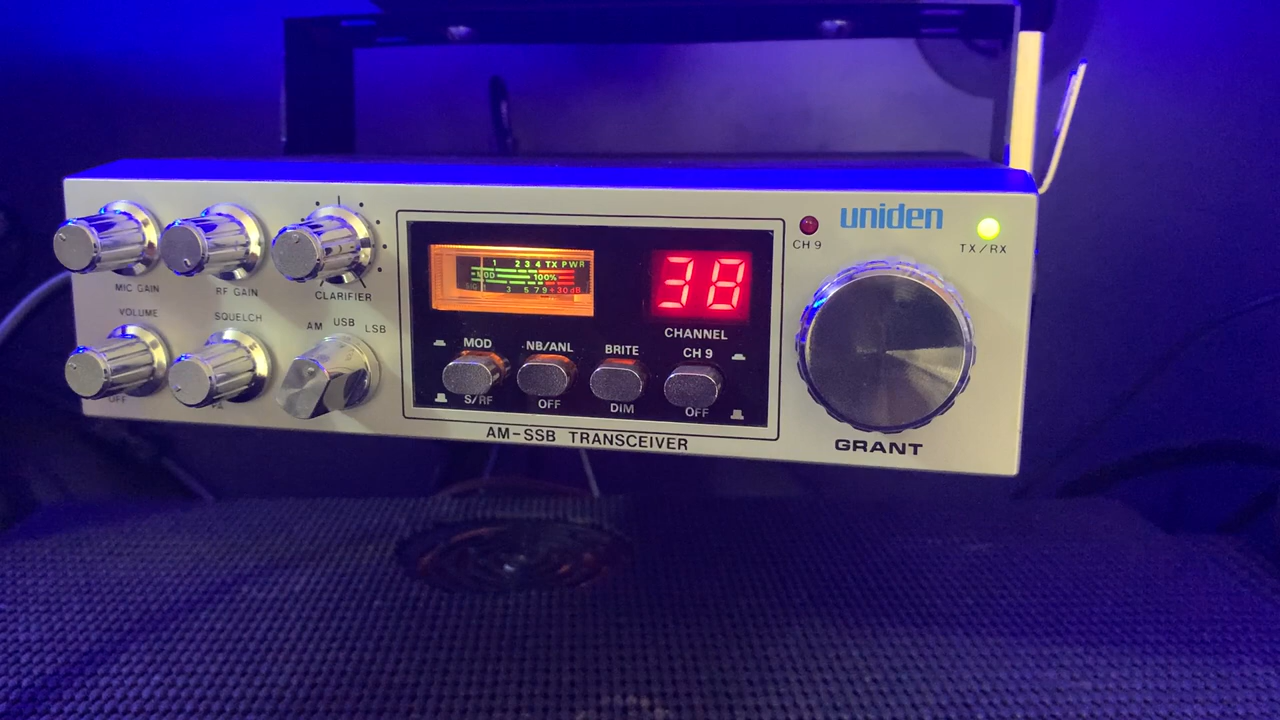 MIC GAIN
RF GAIN
CLARIFIER
VOLUME
OFF
SQUELCH
AM USB LSB
1 2 3 4 TX PWR
MOD 100%
SIG 1 3 5 7 9 +30dB
38
CHANNEL
MOD
S/RF
NB/ANL
OFF
BRITE
DIM
CH 9
OFF
AM-SSB TRANSCEIVER
CH 9
uniden
TX/RX
GRANT